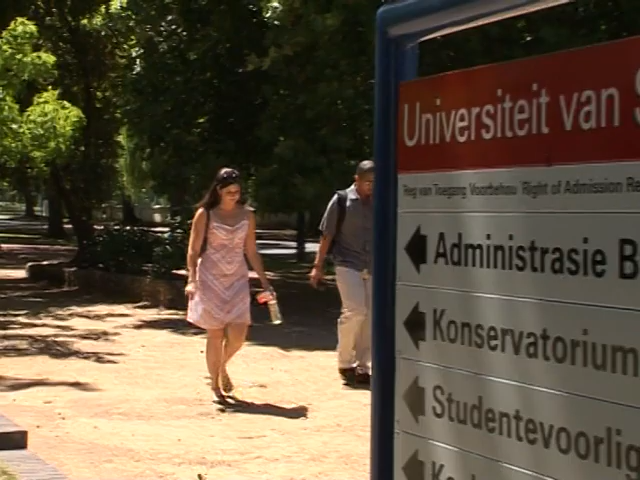 Universiteit van S
Reg van Toegang Voorbehou Right of Admission Re
Administrasie B
Konservatorium
Studentevoorlig